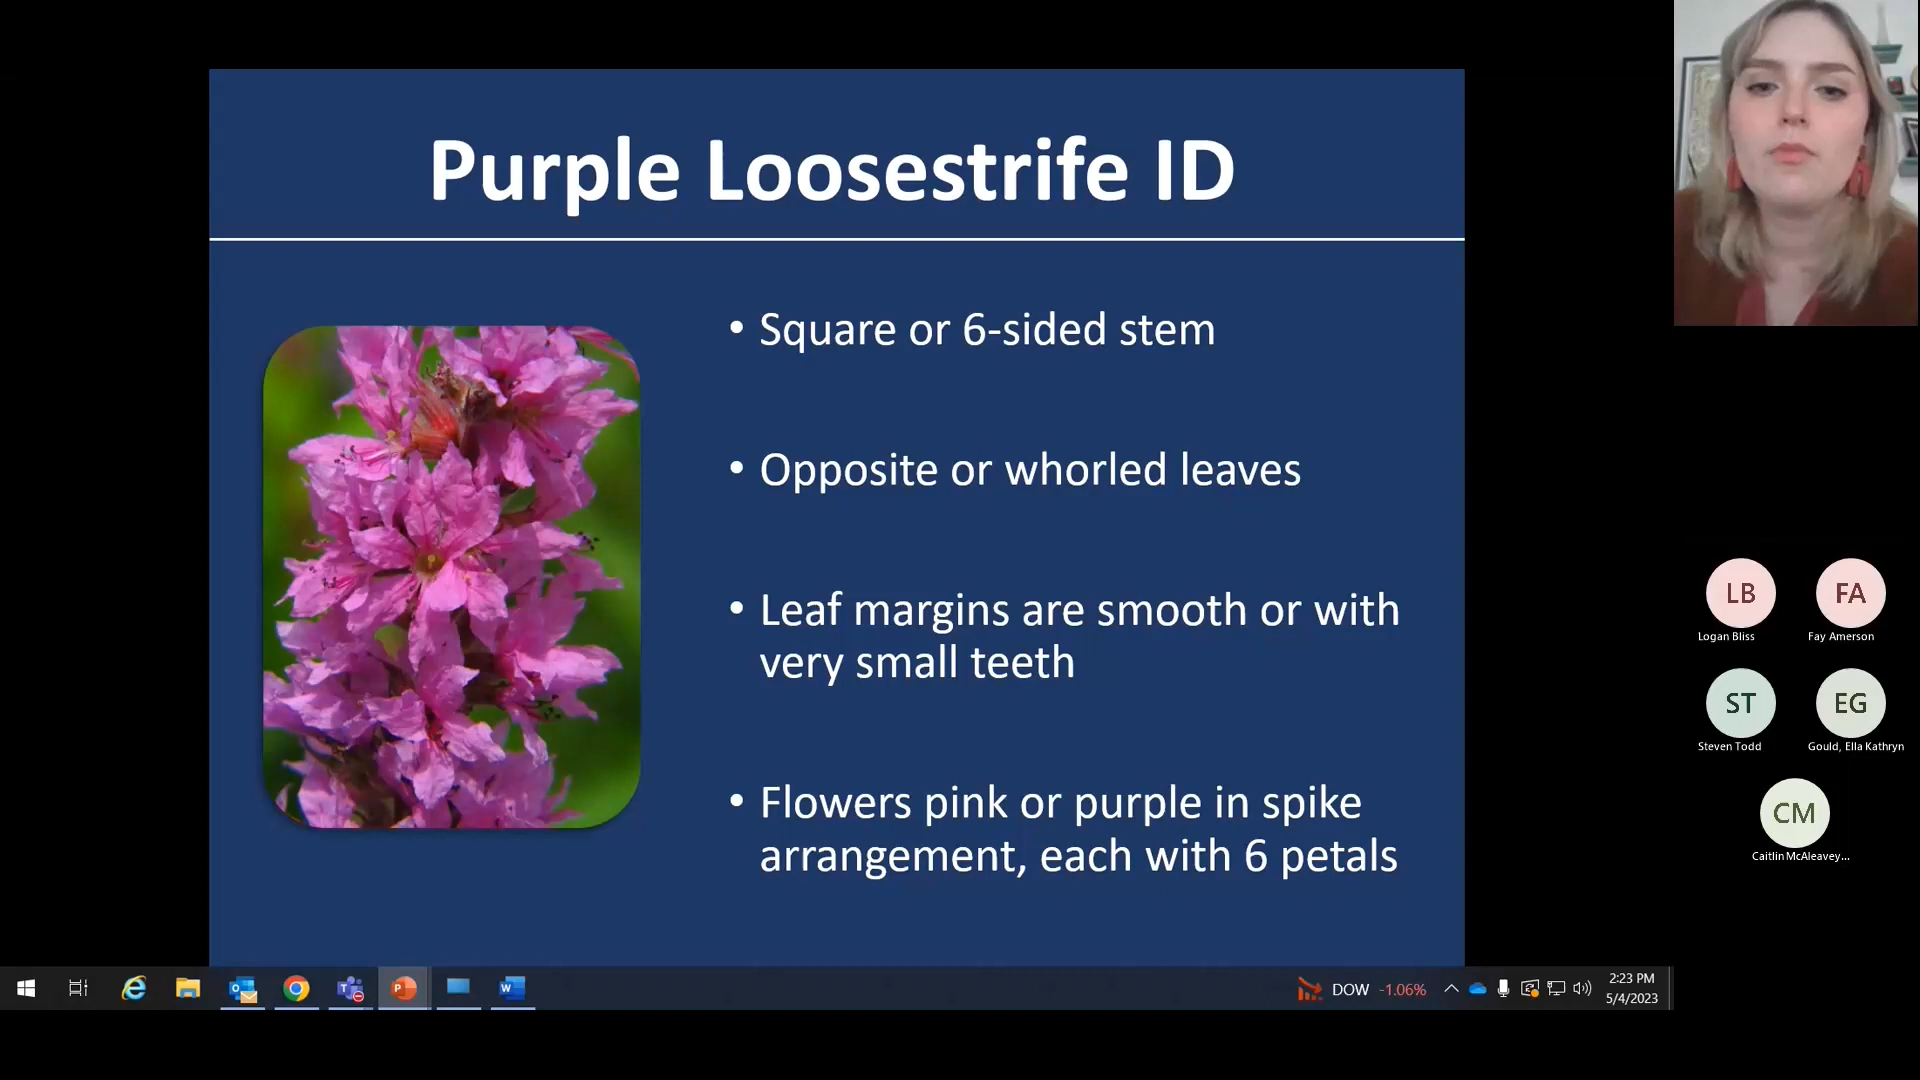 Purple Loosestrife ID
• Square or 6-sided stem
• Opposite or whorled leaves
• Leaf margins are smooth or with
very small teeth
• Flowers pink or purple in spike
arrangement, each with 6 petals
LB
FA
Logan Bliss
Fay Amerson
ST
EG
Steven Todd
Gould, Ella Kathryn
CM
Caitlin McAleavey...
DOW -1.06%
2:23 PM
5/4/2023